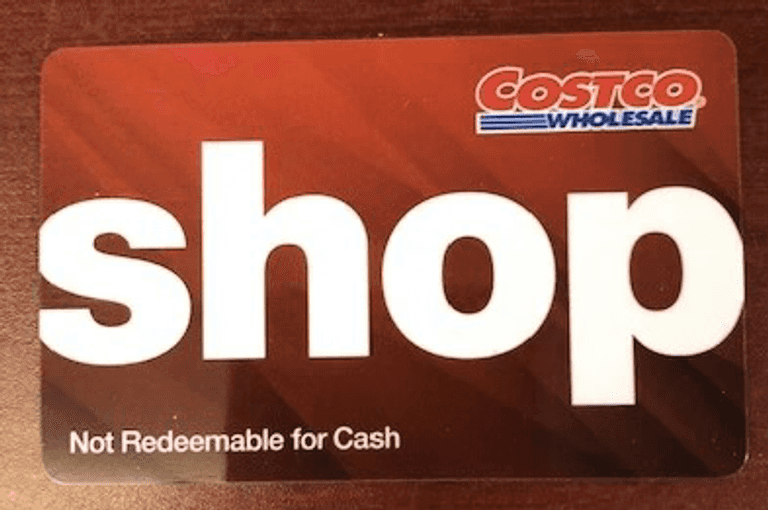 COSTCO
WHOLESALE
shop
Not Redeemable for Cash